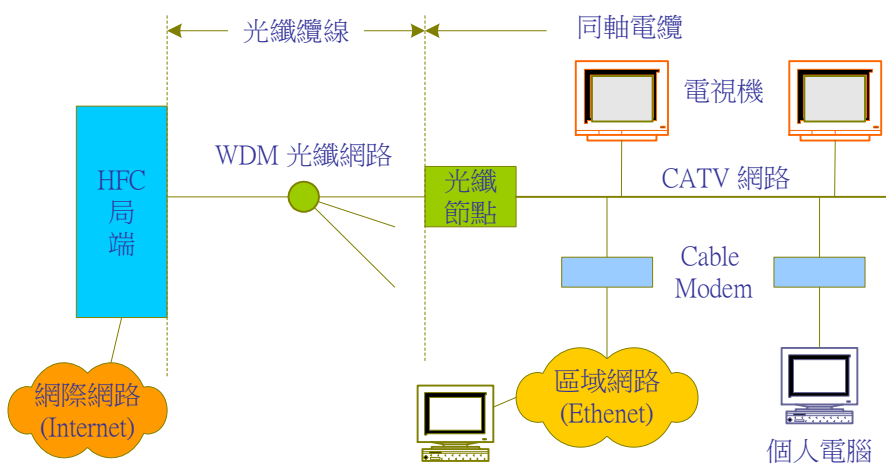 光纖纜線
同軸電纜
電視機
WDM 光纖網路
HFC
局
端
光纖
節點
CATV 網路
Cable
Modem
網際網路
(Internet)
區域網路
(Ethenet)
個人電腦